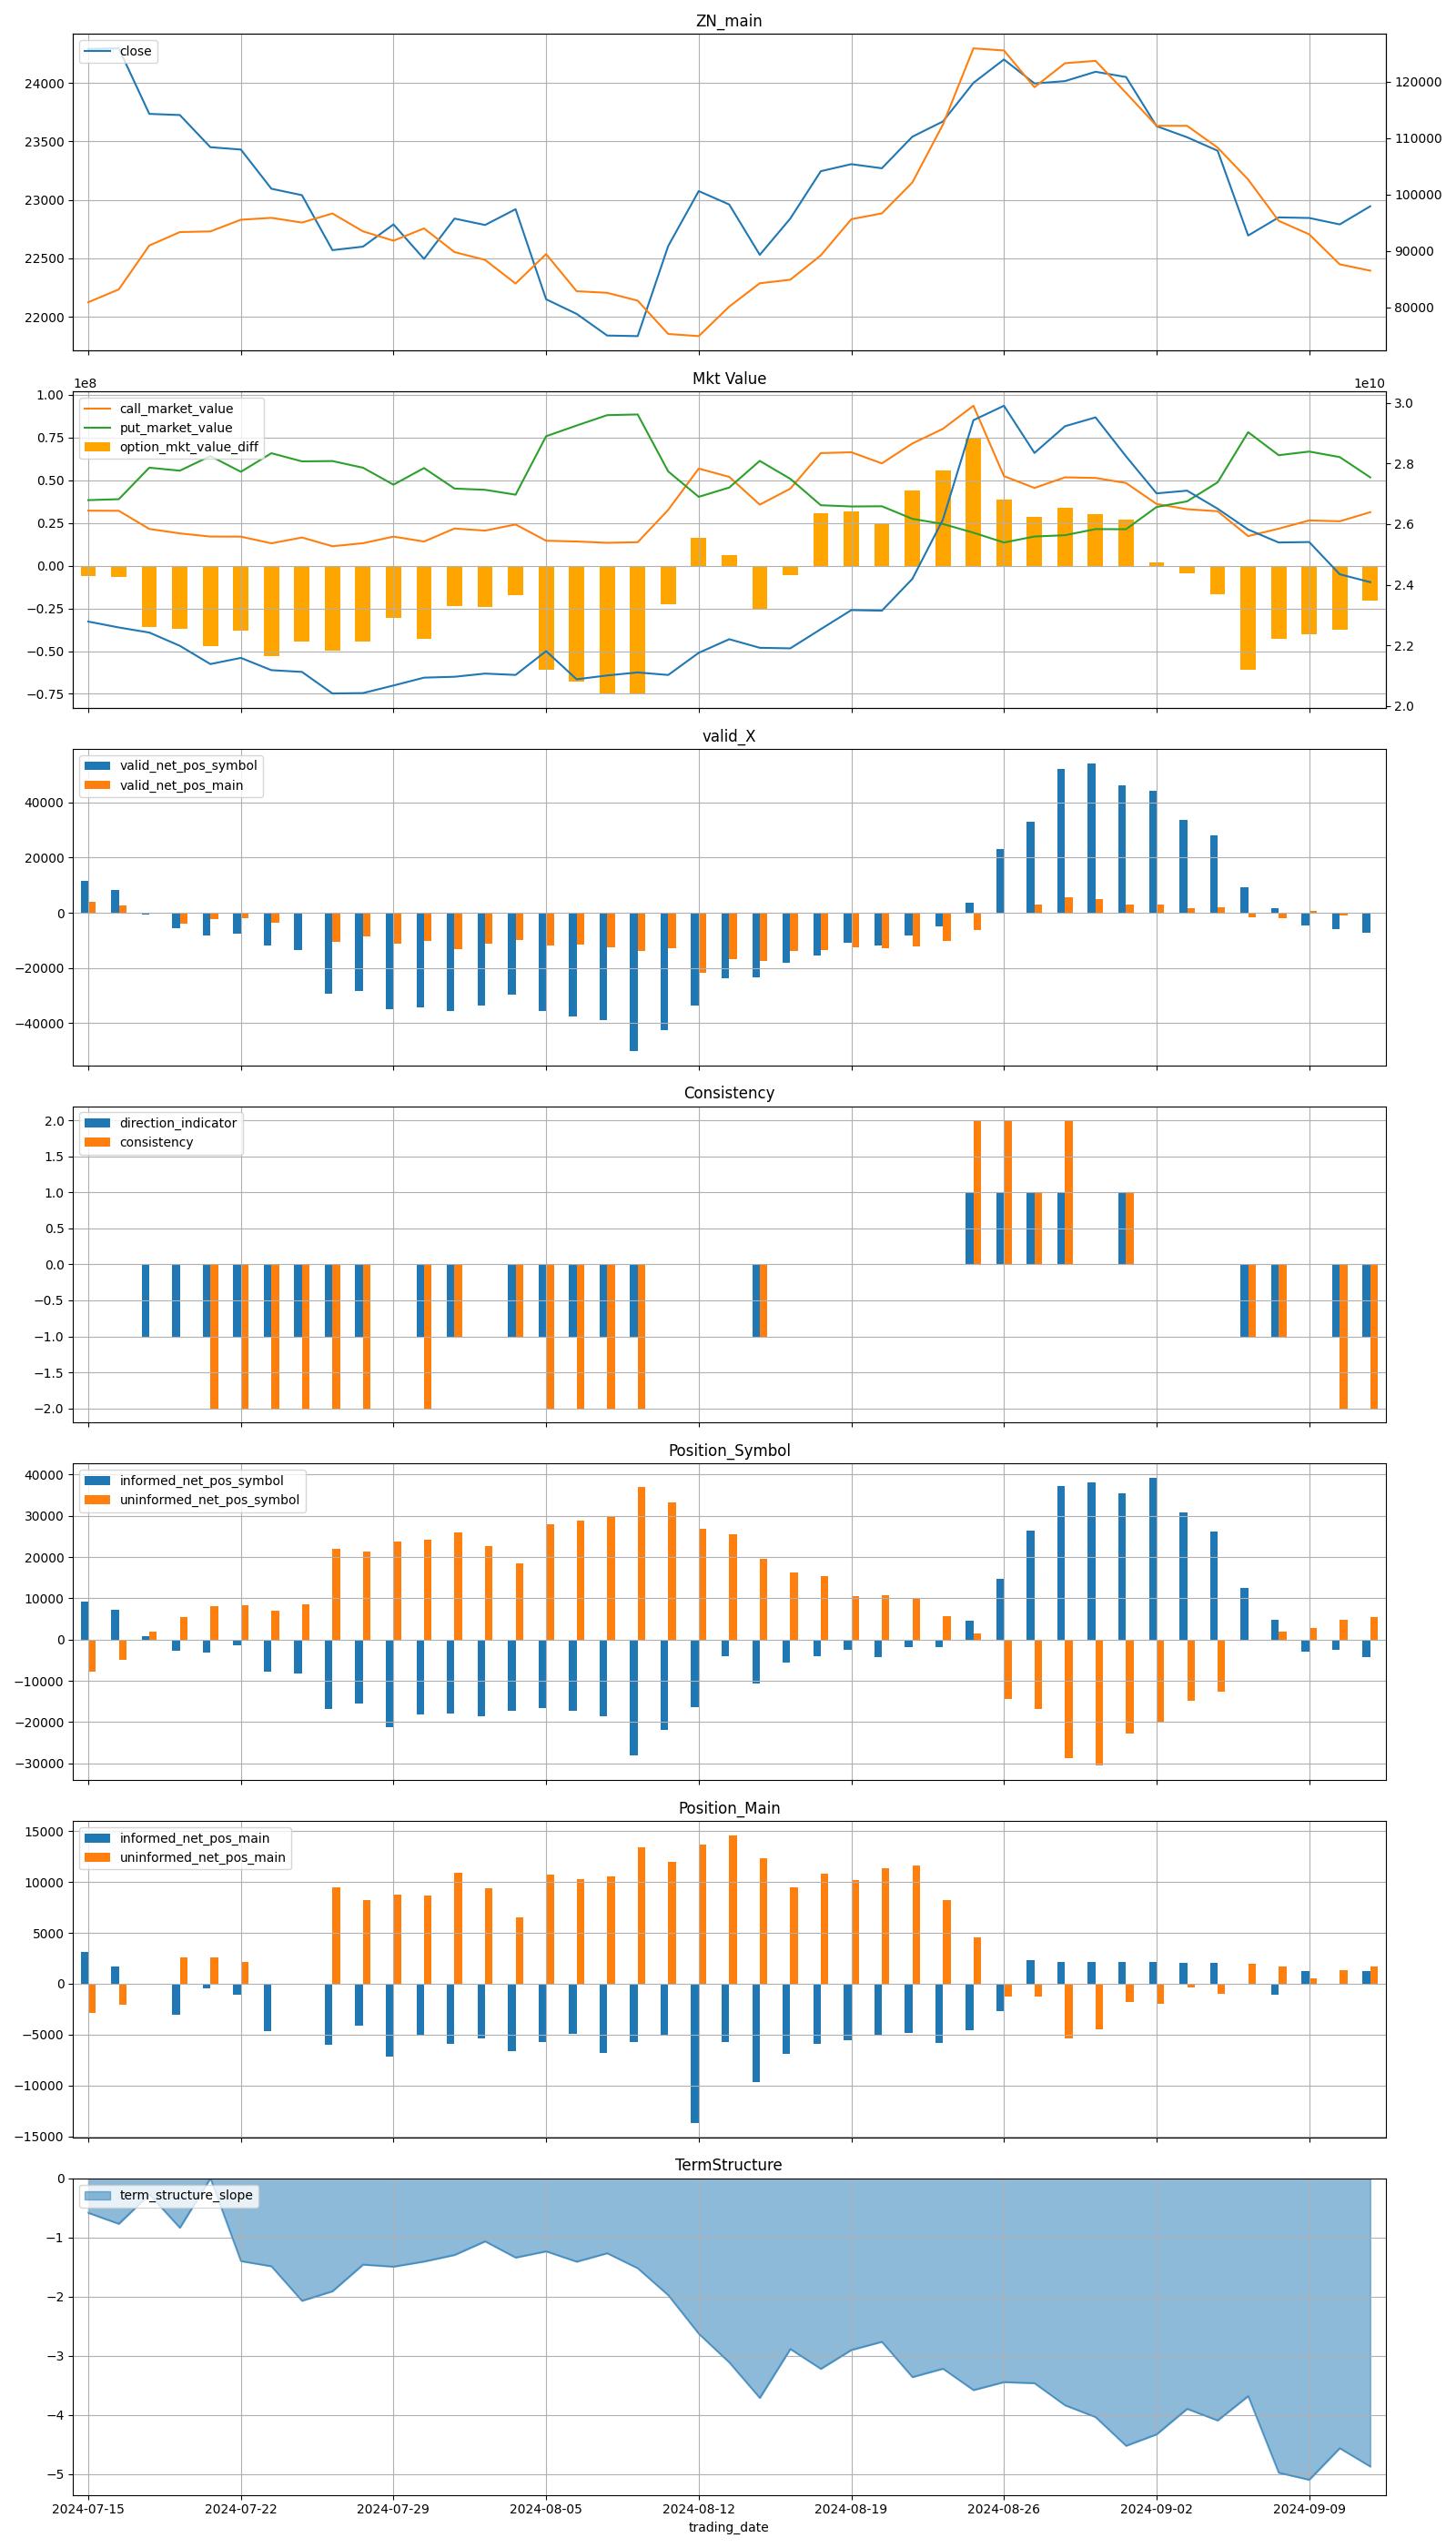 ZN_main
close
24000
23500
23000
22500
22000
120000
110000
100000
90000
80000
Mkt Value
1e8
1e10
call_market_value
put_market_value
option_mkt_value_diff
1.00
0.75
0.50
0.25
0.00
−0.25
−0.50
−0.75
3.0
2.8
2.6
2.4
2.2
2.0
valid_X
valid_net_pos_symbol
valid_net_pos_main
40000
20000
0
−20000
−40000
Consistency
direction_indicator
consistency
2.0
1.5
1.0
0.5
0.0
−0.5
−1.0
−1.5
−2.0
Position_Symbol
informed_net_pos_symbol
uninformed_net_pos_symbol
40000
30000
20000
10000
0
−10000
−20000
−30000
Position_Main
informed_net_pos_main
uninformed_net_pos_main
15000
10000
5000
0
−5000
−10000
−15000
TermStructure
term_structure_slope
0
−1
−2
−3
−4
−5
2024-07-15 2024-07-22 2024-07-29 2024-08-05 2024-08-12 2024-08-19 2024-08-26 2024-09-02 2024-09-09
trading_date